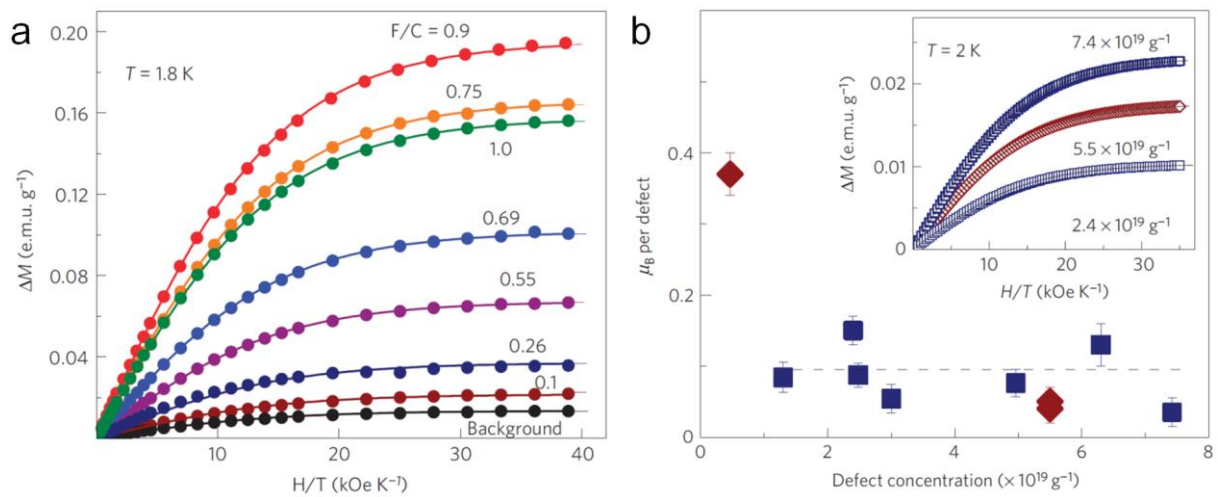 a
F/C = 0.9
T = 1.8 K
0.75
1.0
0.69
0.55
0.26
0.1
Background
0.20
0.16
0.12
0.08
0.04
ΔM (e.m.u. g⁻¹)
10
20
30
40
H/T (kOe K⁻¹)
b
0.4
0.2
0
μB per defect
0
2
4
6
8
Defect concentration (× 10¹⁹ g⁻¹)
T = 2 K
7.4 × 10¹⁹ g⁻¹
5.5 × 10¹⁹ g⁻¹
2.4 × 10¹⁹ g⁻¹
0.02
0.01
0
ΔM (e.m.u. g⁻¹)
10
20
30
H/T (kOe K⁻¹)